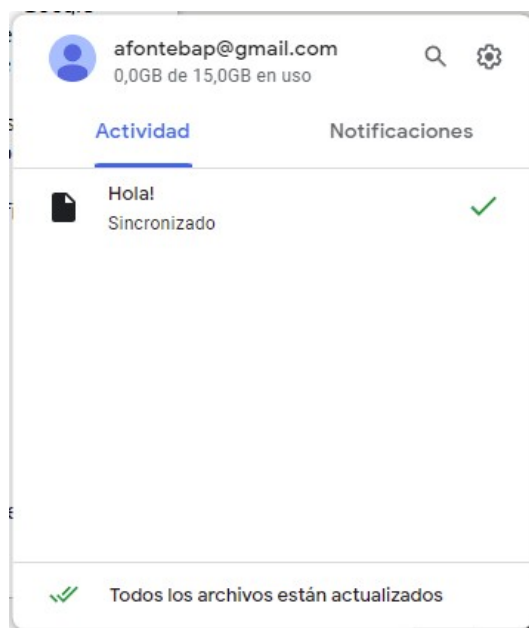 afontebap@gmail.com
0,0GB de 15,0GB en uso
Actividad
Notificaciones
Hola!
Sincronizado
Todos los archivos están actualizados